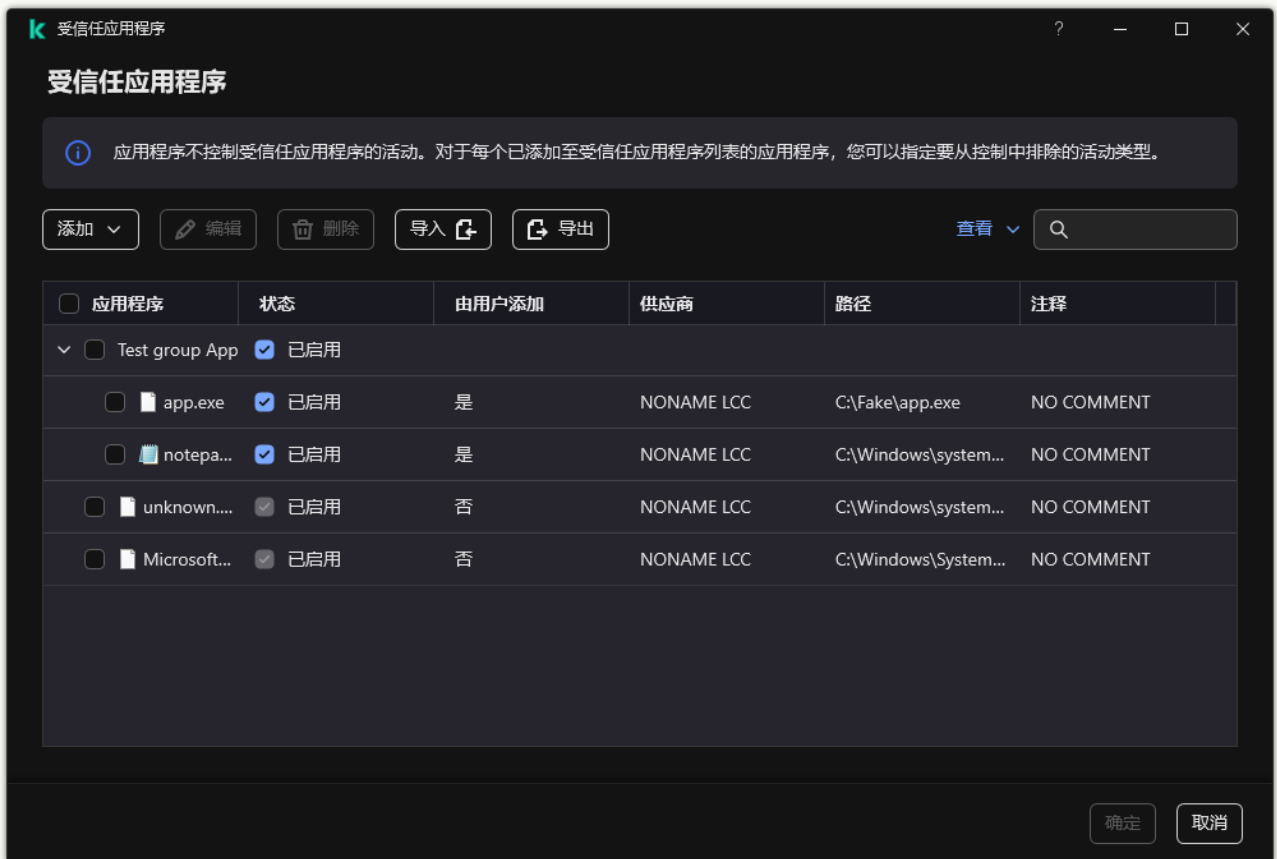 受信任应用程序
受信任应用程序
应用程序不控制受信任应用程序的活动。对于每个已添加至受信任应用程序列表的应用程序，您可以指定要从控制中排除的活动类型。
添加 编辑 删除 导入 导出 查看
应用程序 状态 由用户添加 供应商 路径 注释
Test group App 已启用
app.exe 已启用 是 NONAME LCC C:\Fake\app.exe NO COMMENT
notepa... 已启用 是 NONAME LCC C:\Windows\system... NO COMMENT
unknown.... 已启用 否 NONAME LCC C:\Windows\system... NO COMMENT
Microsoft... 已启用 否 NONAME LCC C:\Windows\System... NO COMMENT
确定 取消